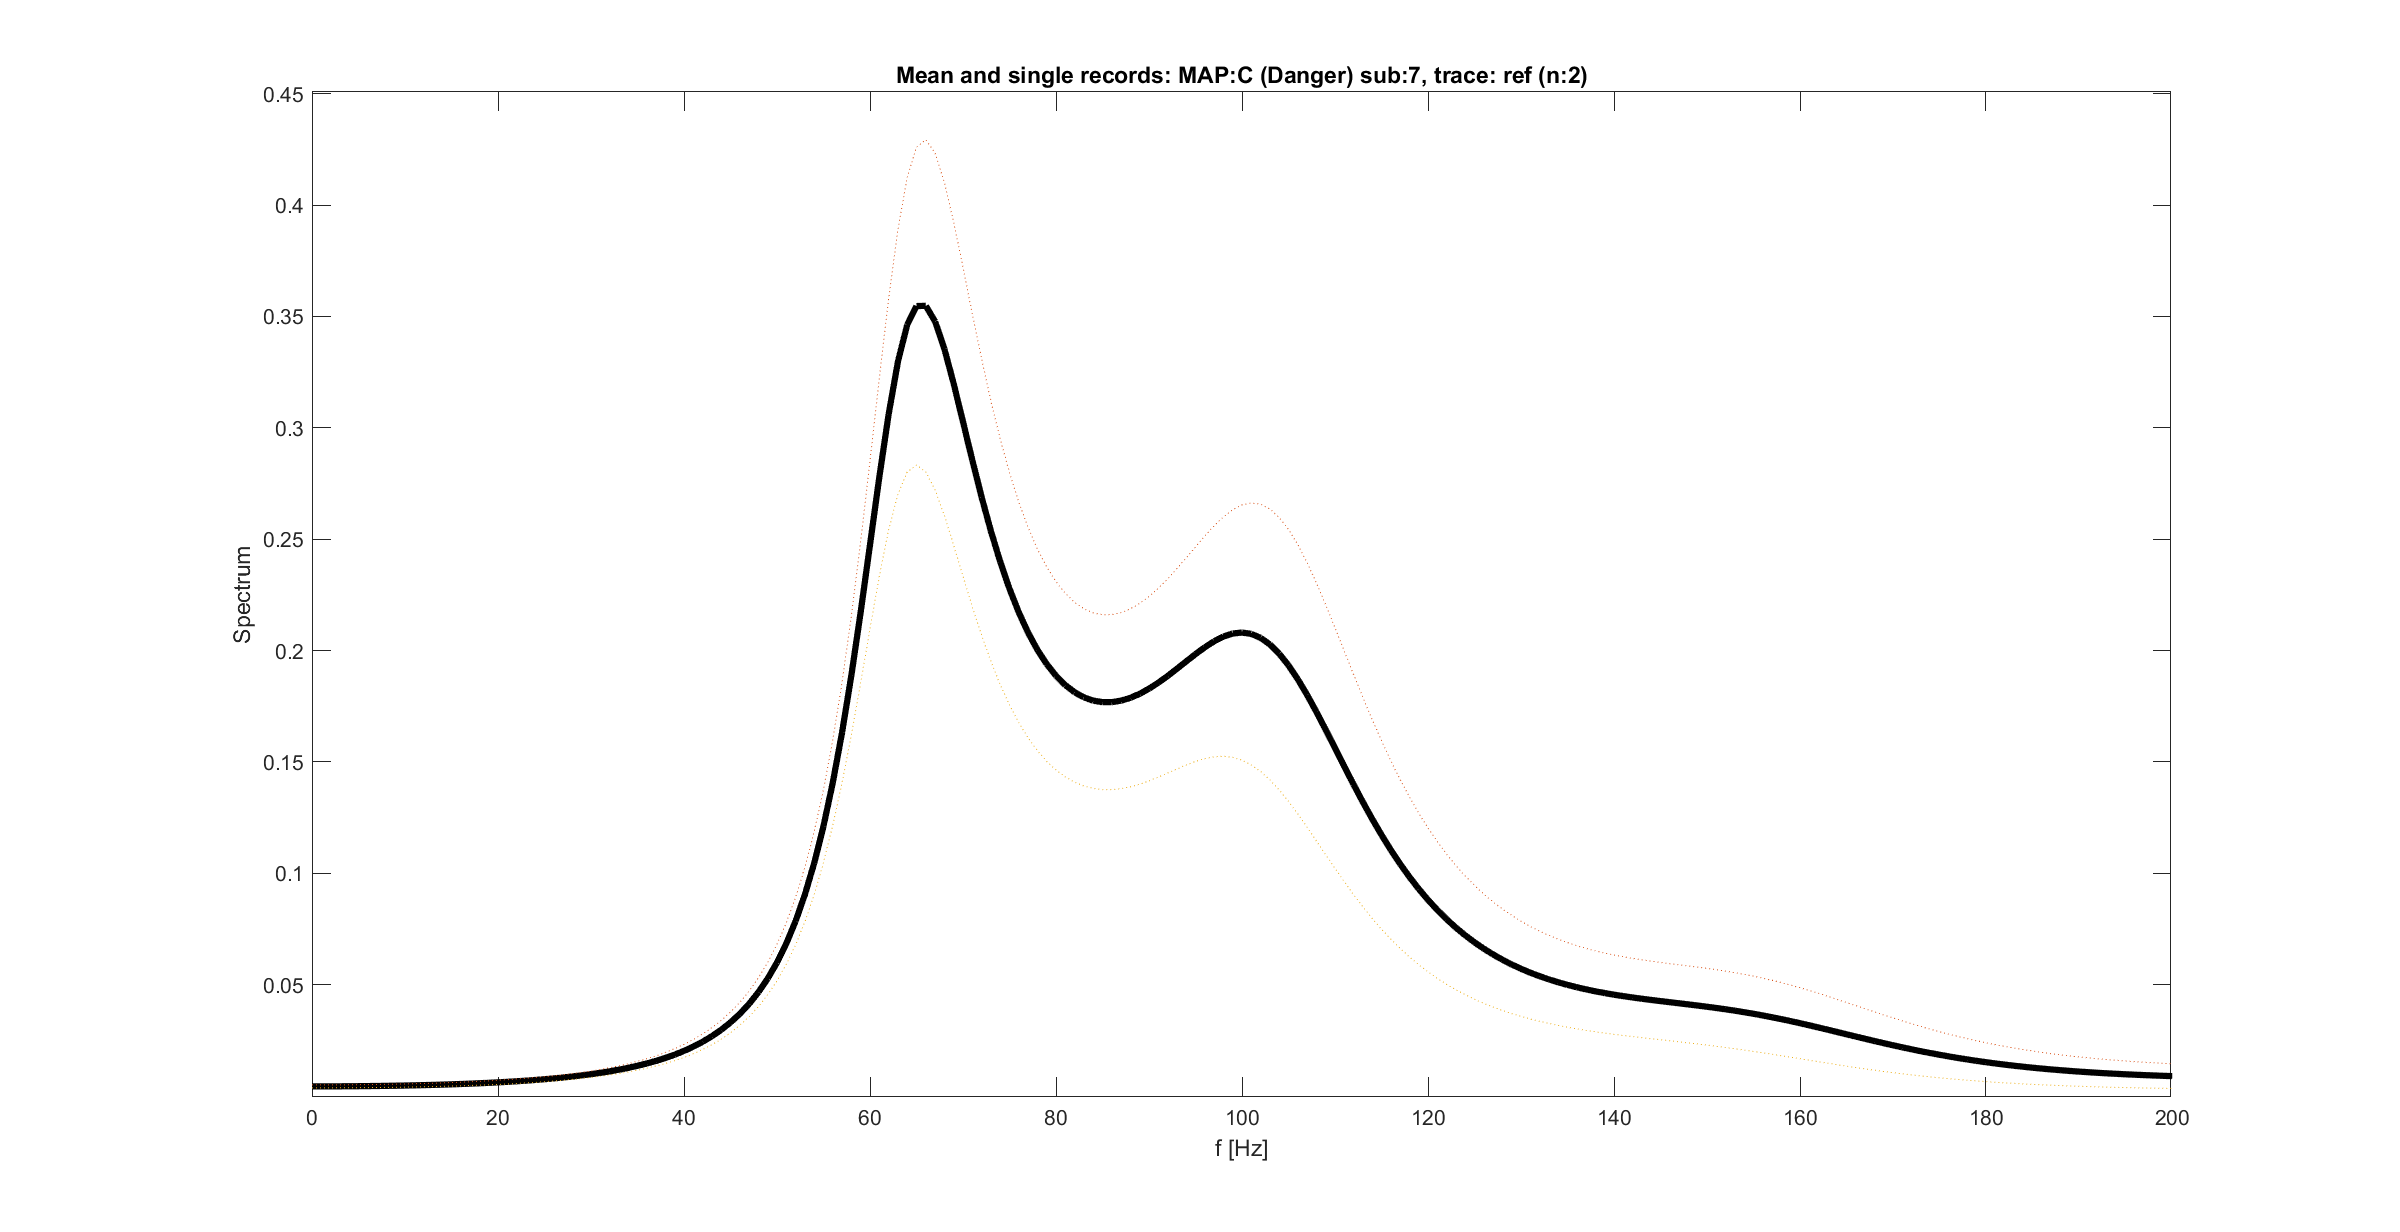 Mean and single records: MAP:C (Danger) sub:7, trace: ref (n:2)
0.45
0.4
0.35
0.3
0.25
0.2
0.15
0.1
0.05
Spectrum
0 20 40 60 80 100 120 140 160 180 200
f [Hz]